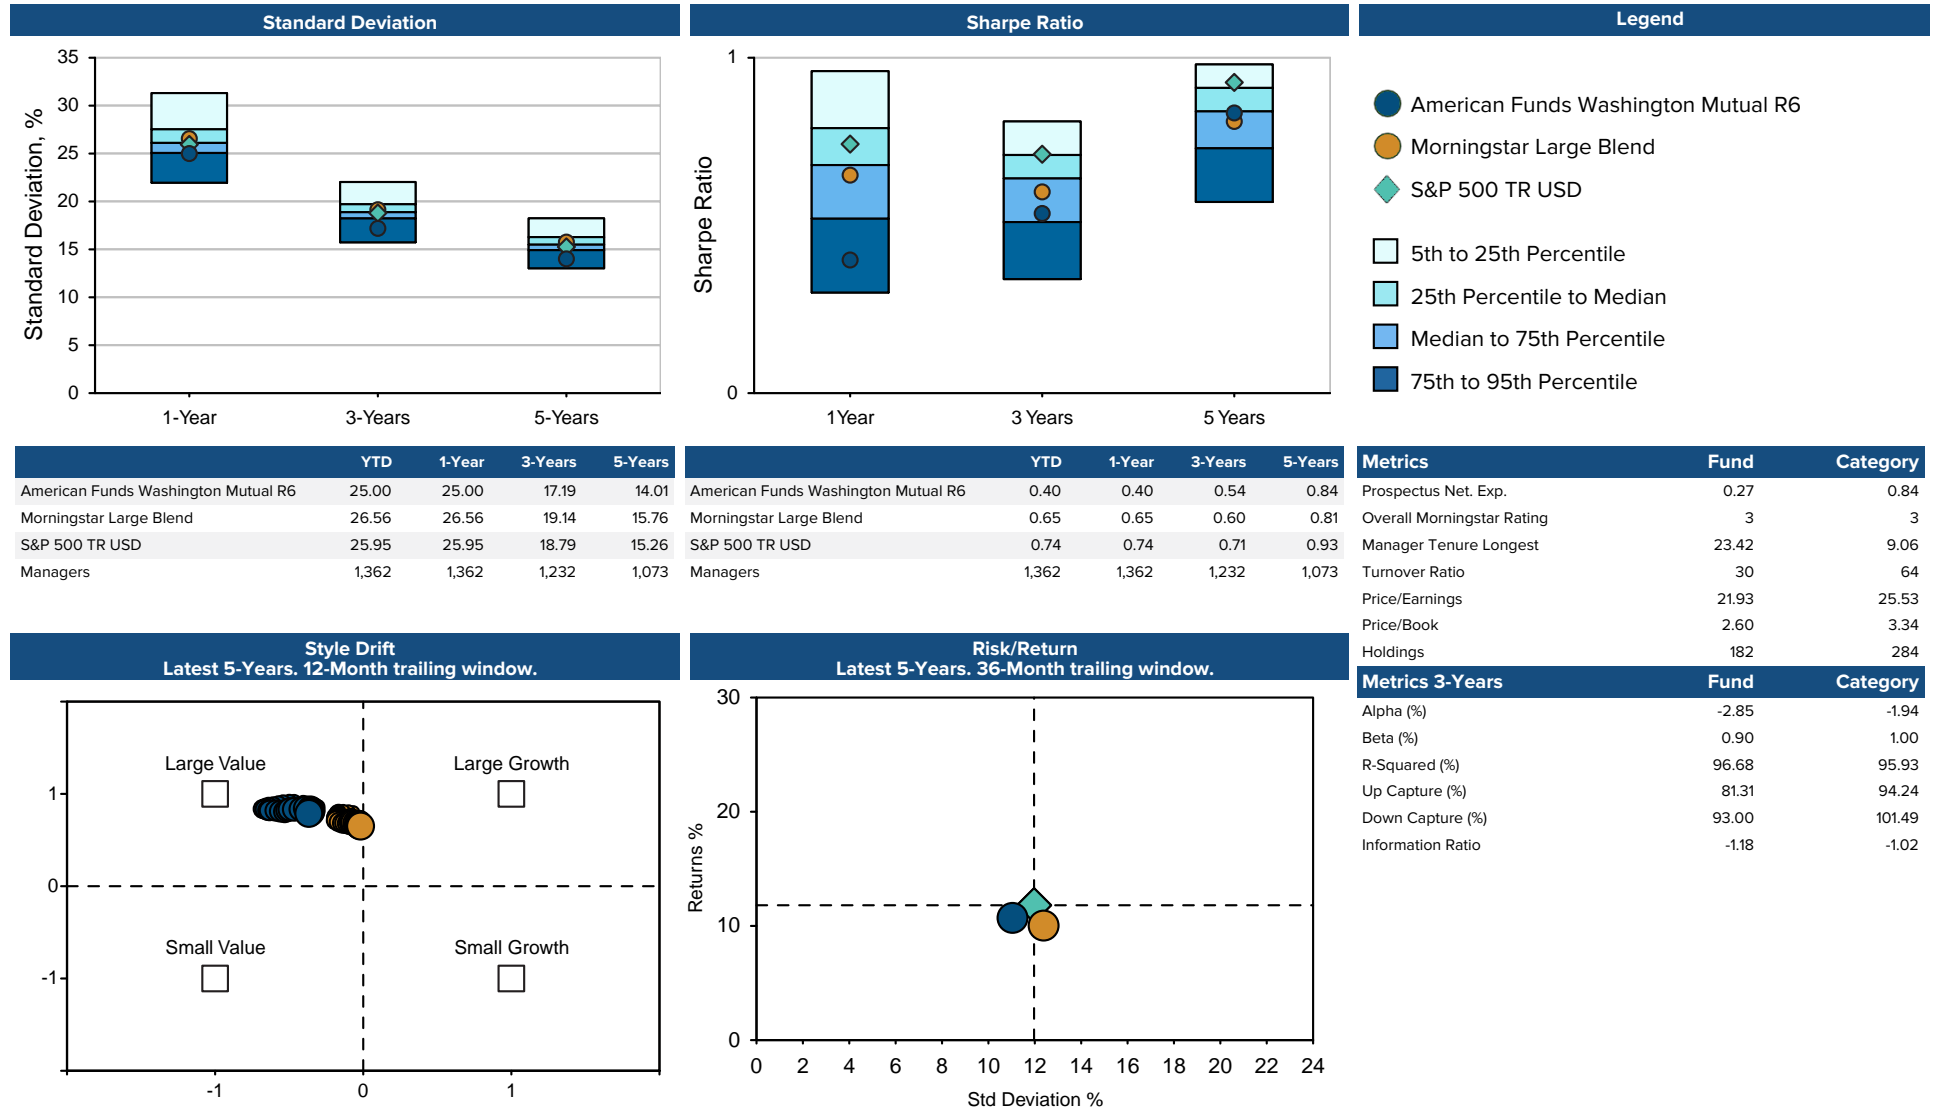 Standard Deviation
35
30
25
20
15
10
5
0
Standard Deviation, %
1-Year 3-Years 5-Years
Sharpe Ratio
1
0
Sharpe Ratio
1Year 3 Years 5 Years
Legend
American Funds Washington Mutual R6
Morningstar Large Blend
S&P 500 TR USD
5th to 25th Percentile
25th Percentile to Median
Median to 75th Percentile
75th to 95th Percentile
YTD 1-Year 3-Years 5-Years
American Funds Washington Mutual R6 25.00 25.00 17.19 14.01
Morningstar Large Blend 26.56 26.56 19.14 15.76
S&P 500 TR USD 25.95 25.95 18.79 15.26
Managers 1,362 1,362 1,232 1,073
YTD 1-Year 3-Years 5-Years
American Funds Washington Mutual R6 0.40 0.40 0.54 0.84
Morningstar Large Blend 0.65 0.65 0.60 0.81
S&P 500 TR USD 0.74 0.74 0.71 0.93
Managers 1,362 1,362 1,232 1,073
Metrics Fund Category
Prospectus Net. Exp. 0.27 0.84
Overall Morningstar Rating 3 3
Manager Tenure Longest 23.42 9.06
Turnover Ratio 30 64
Price/Earnings 21.93 25.53
Price/Book 2.60 3.34
Holdings 182 284
Metrics 3-Years Fund Category
Alpha (%) -2.85 -1.94
Beta (%) 0.90 1.00
R-Squared (%) 96.68 95.93
Up Capture (%) 81.31 94.24
Down Capture (%) 93.00 101.49
Information Ratio -1.18 -1.02
Style Drift
Latest 5-Years. 12-Month trailing window.
Large Value Large Growth
1
0
Small Value Small Growth
-1
-1 0 1
Risk/Return
Latest 5-Years. 36-Month trailing window.
30
20
10
0
Returns %
0 2 4 6 8 10 12 14 16 18 20 22 24
Std Deviation %